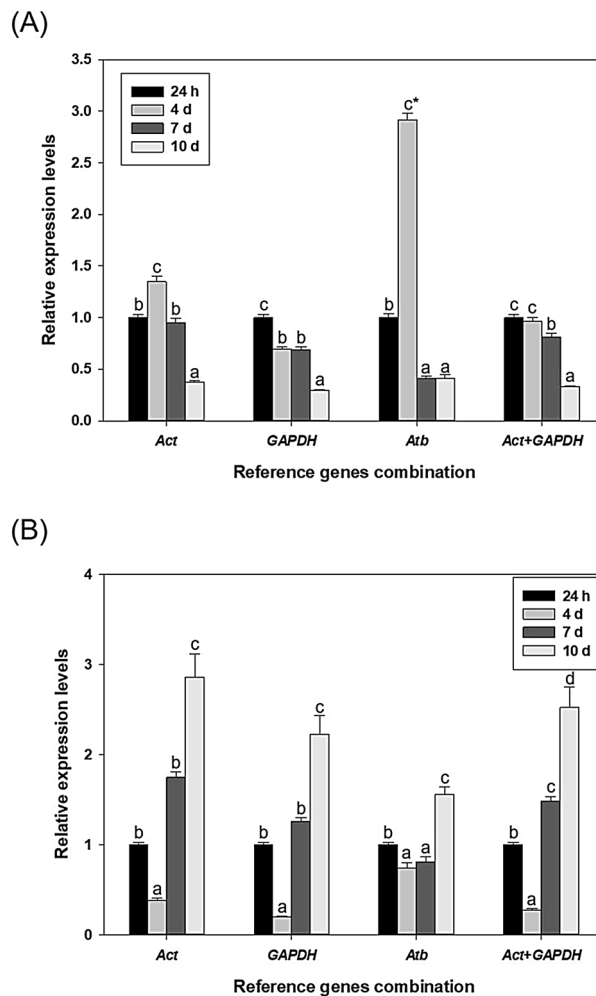 (A)
Relative expression levels
3.5
3.0
2.5
2.0
1.5
1.0
0.5
0.0
24 h
4 d
7 d
10 d
b c b a
c b b a
b c* a a
c c b a
Act GAPDH Atb Act+GAPDH
Reference genes combination
(B)
Relative expression levels
4
3
2
1
0
24 h
4 d
7 d
10 d
b a b c
b a b c
b a a c
b a c d
Act GAPDH Atb Act+GAPDH
Reference genes combination